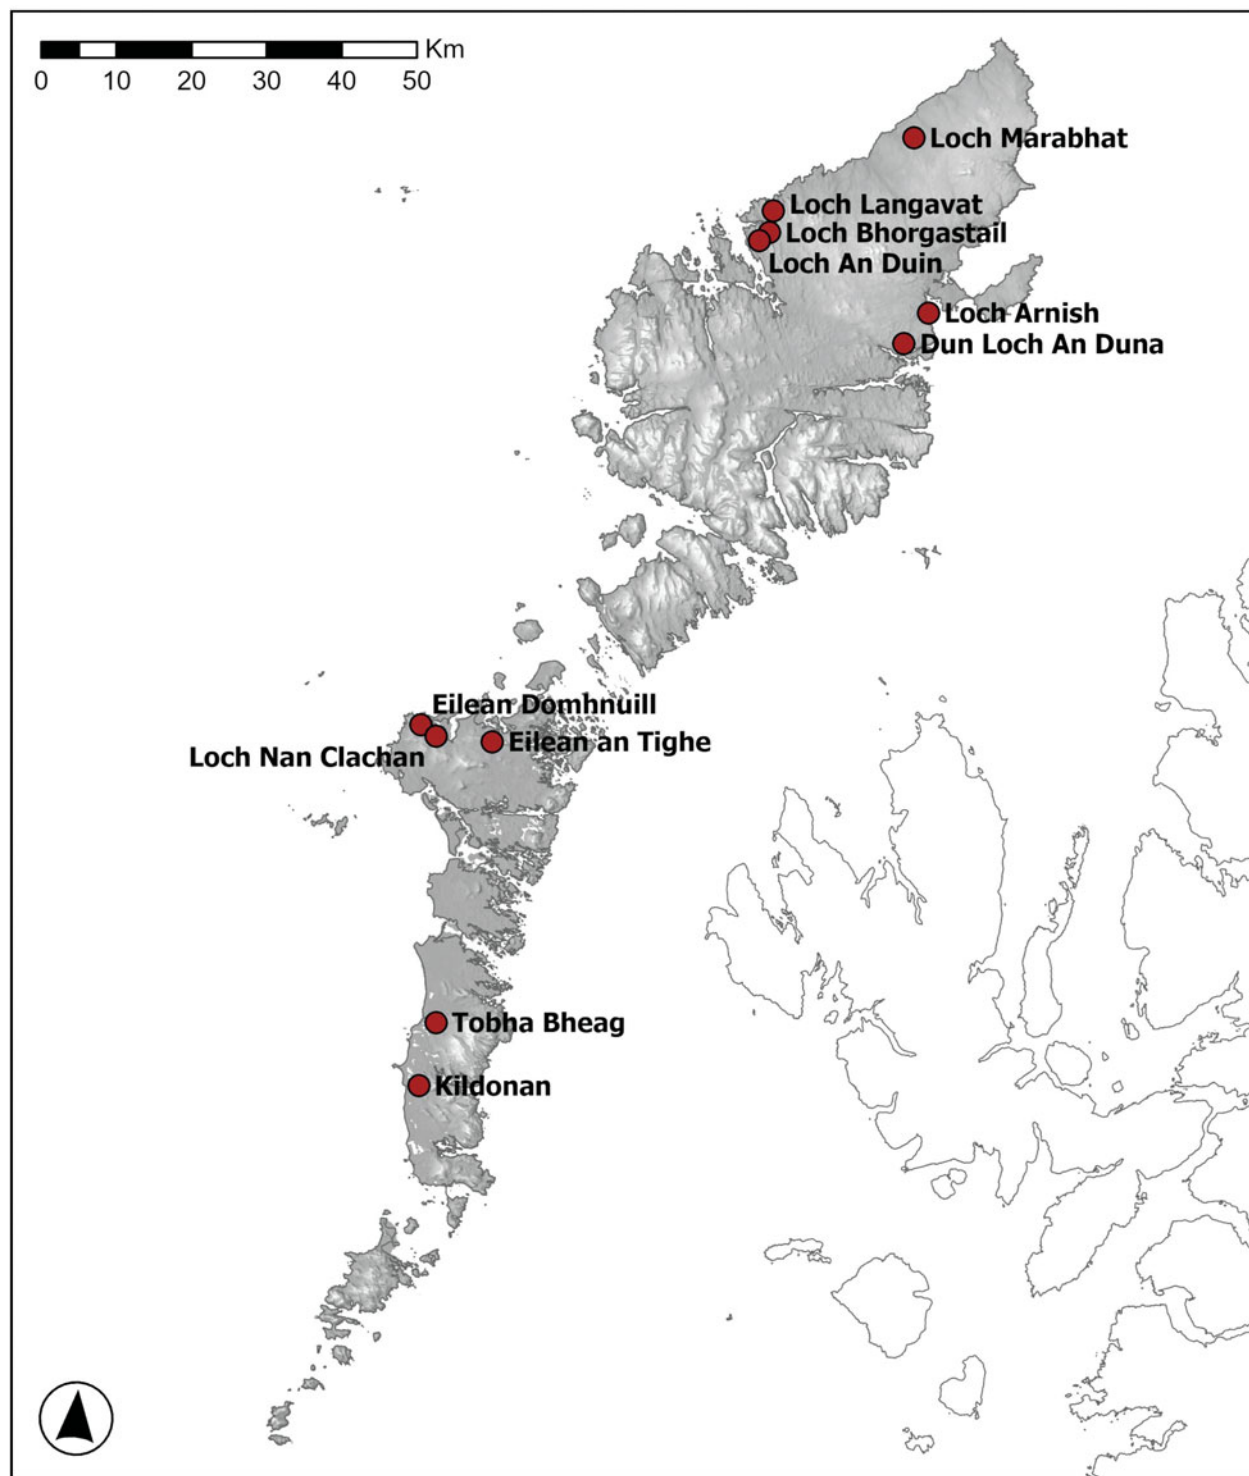 Km
0 10 20 30 40 50
Loch Marabhat
Loch Langavat
Loch Bhorgastail
Loch An Duin
Loch Arnish
Dun Loch An Duna
Eilean Domhnuill
Eilean an Tighe
Loch Nan Clachan
Tobha Bheag
Kildonan